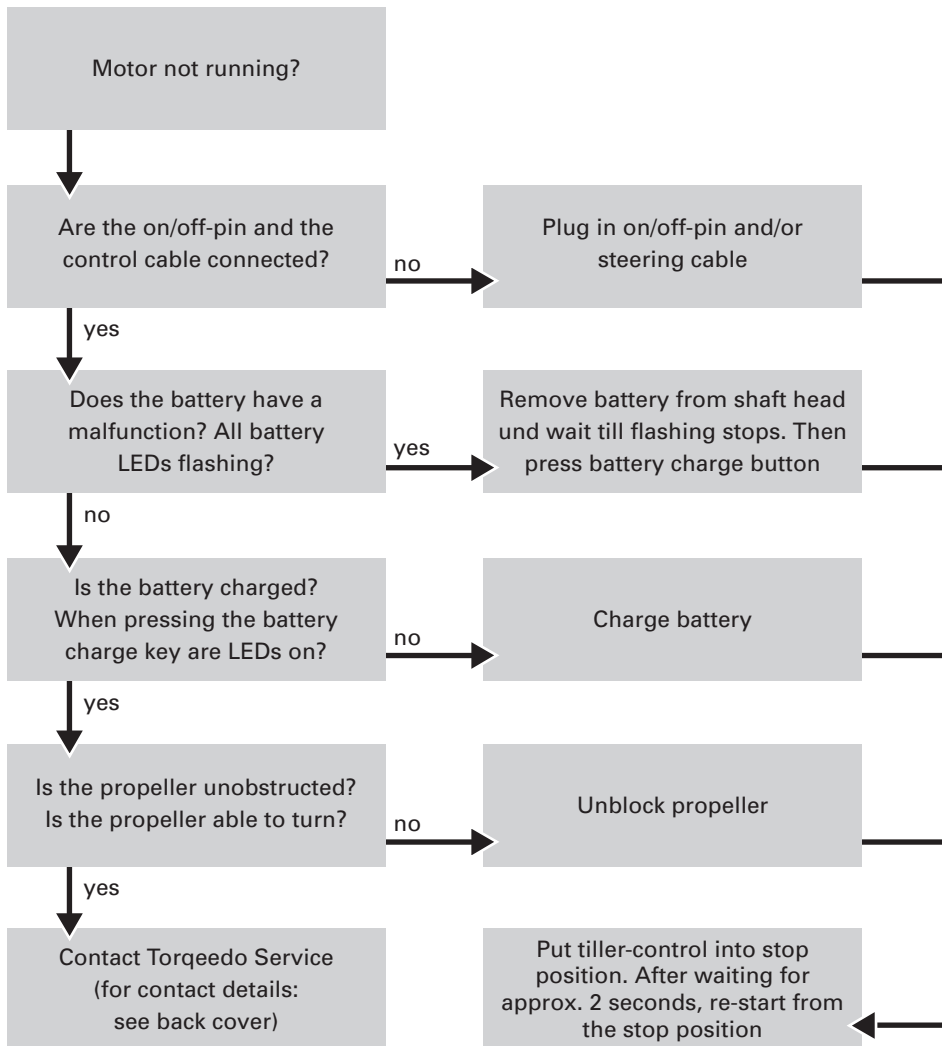 Motor not running?
Are the on/off-pin and the
control cable connected?
no
Plug in on/off-pin and/or
steering cable
yes
Does the battery have a
malfunction? All battery
LEDs flashing?
yes
Remove battery from shaft head
und wait till flashing stops. Then
press battery charge button
no
Is the battery charged?
When pressing the battery
charge key are LEDs on?
no
Charge battery
yes
Is the propeller unobstructed?
Is the propeller able to turn?
no
Unblock propeller
yes
Contact Torqeedo Service
(for contact details:
see back cover)
Put tiller-control into stop
position. After waiting for
approx. 2 seconds, re-start from
the stop position